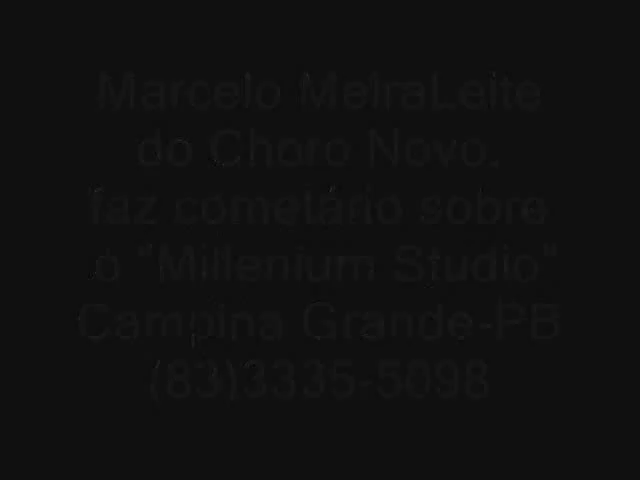 Marcelo MeiraLeite
do Choro Novo,
faz cometário sobre
o "Millenium Studio"
Campina Grande-PB
(83)3335-5098